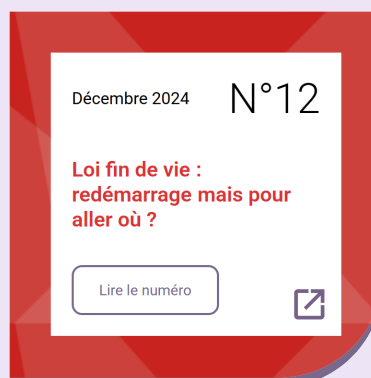 Décembre 2024
N°12
Loi fin de vie :
redémarrage mais pour
aller où ?
Lire le numéro